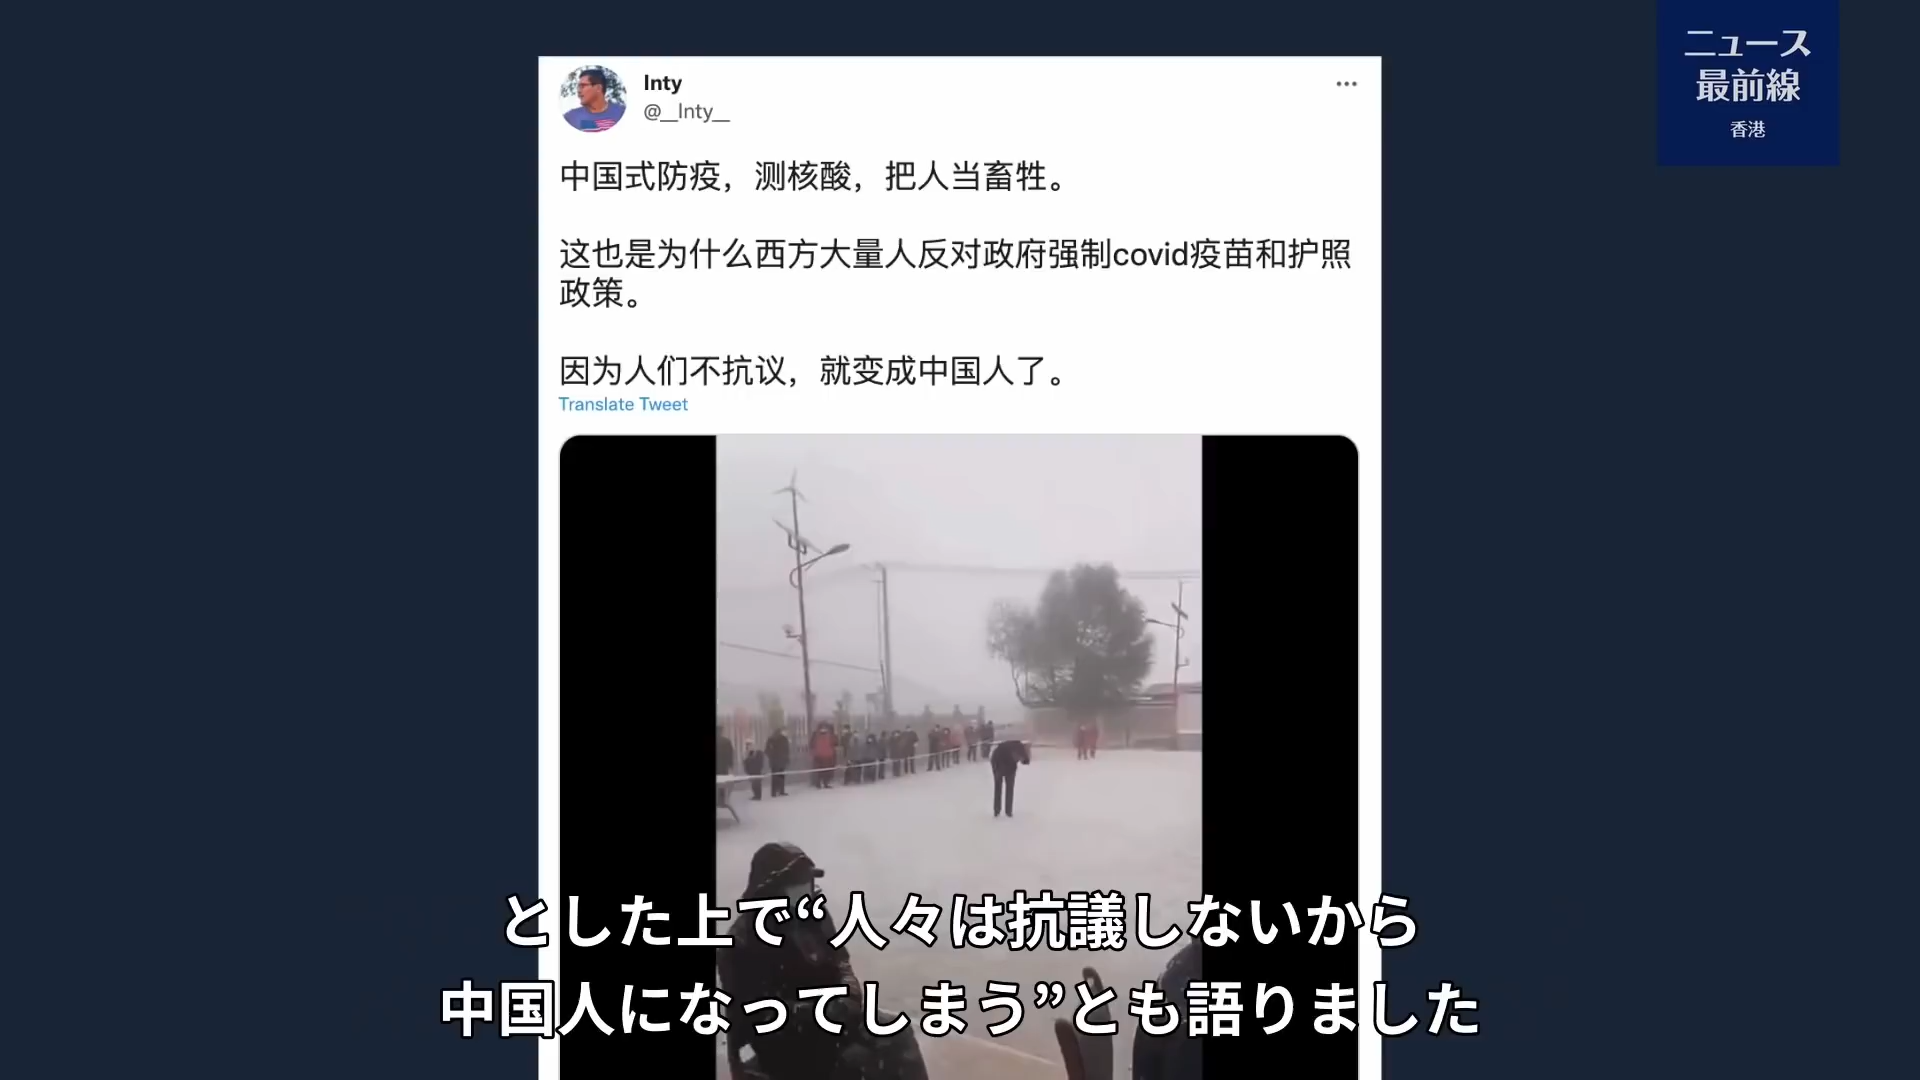 ニュース
最前線
香港
Inty
@__Inty__
中国式防疫，测核酸，把人当畜牲。
这也是为什么西方大量人反对政府强制covid疫苗和护照
政策。
因为人们不抗议，就变成中国人了。
Translate Tweet
とした上で“人々は抗議しないから
中国人になってしまう”とも語りました